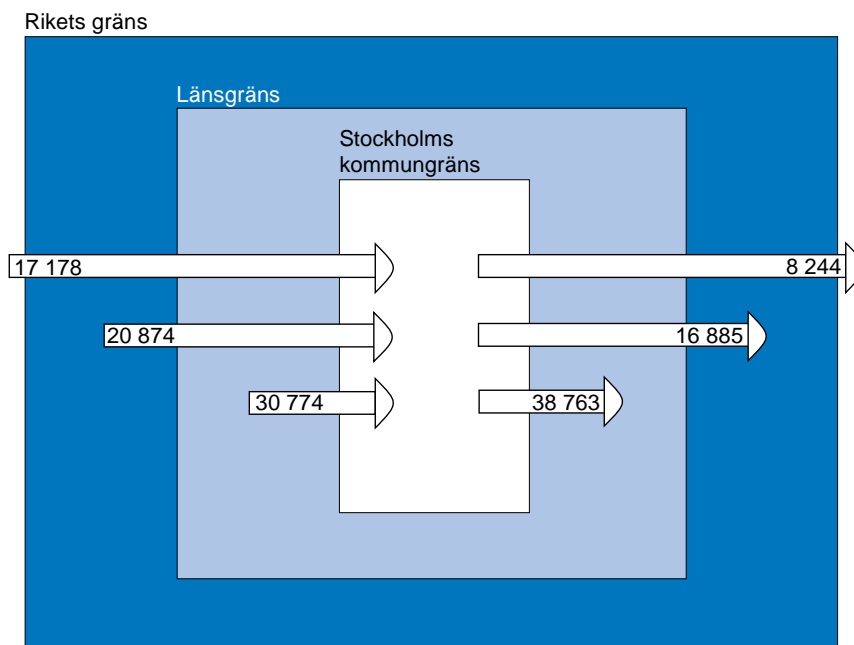 Rikets gräns
Länsgräns
Stockholms
kommungräns
17 178
8 244
20 874
16 885
30 774
38 763